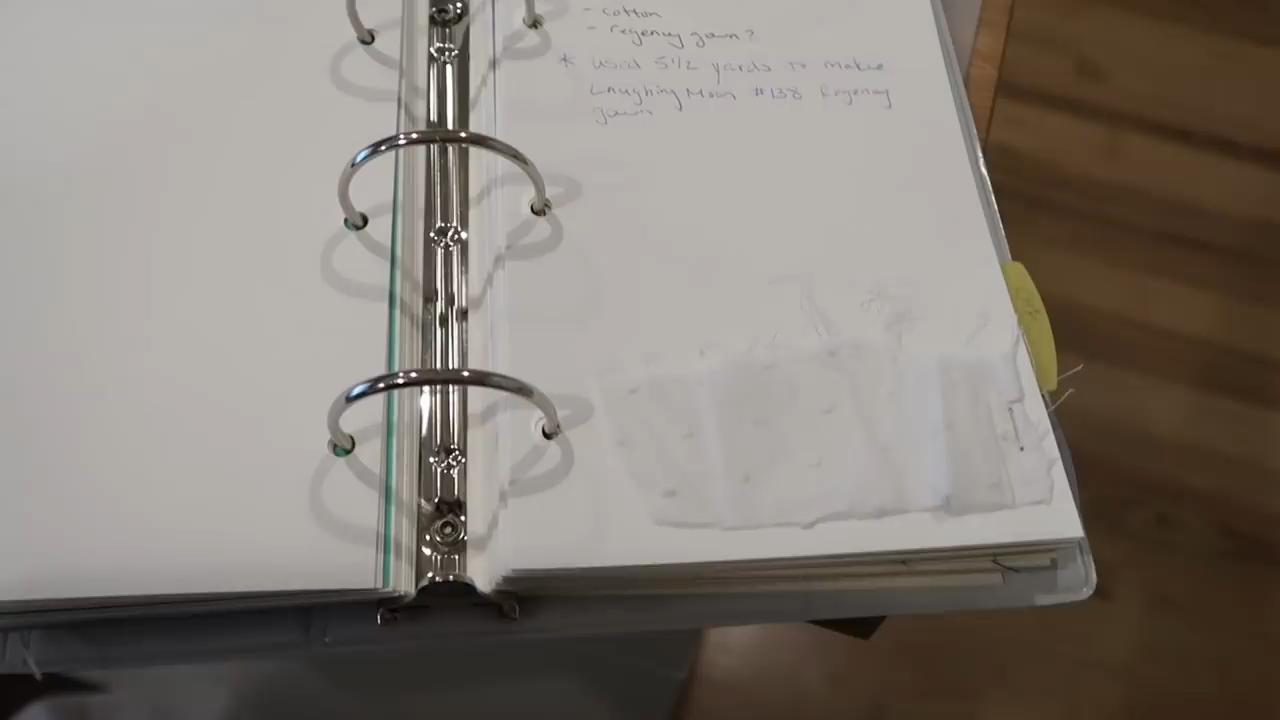 - cotton
- regency gown?
* used 5 1/2 yards to make
Laughing Moon #138 Regency
gown